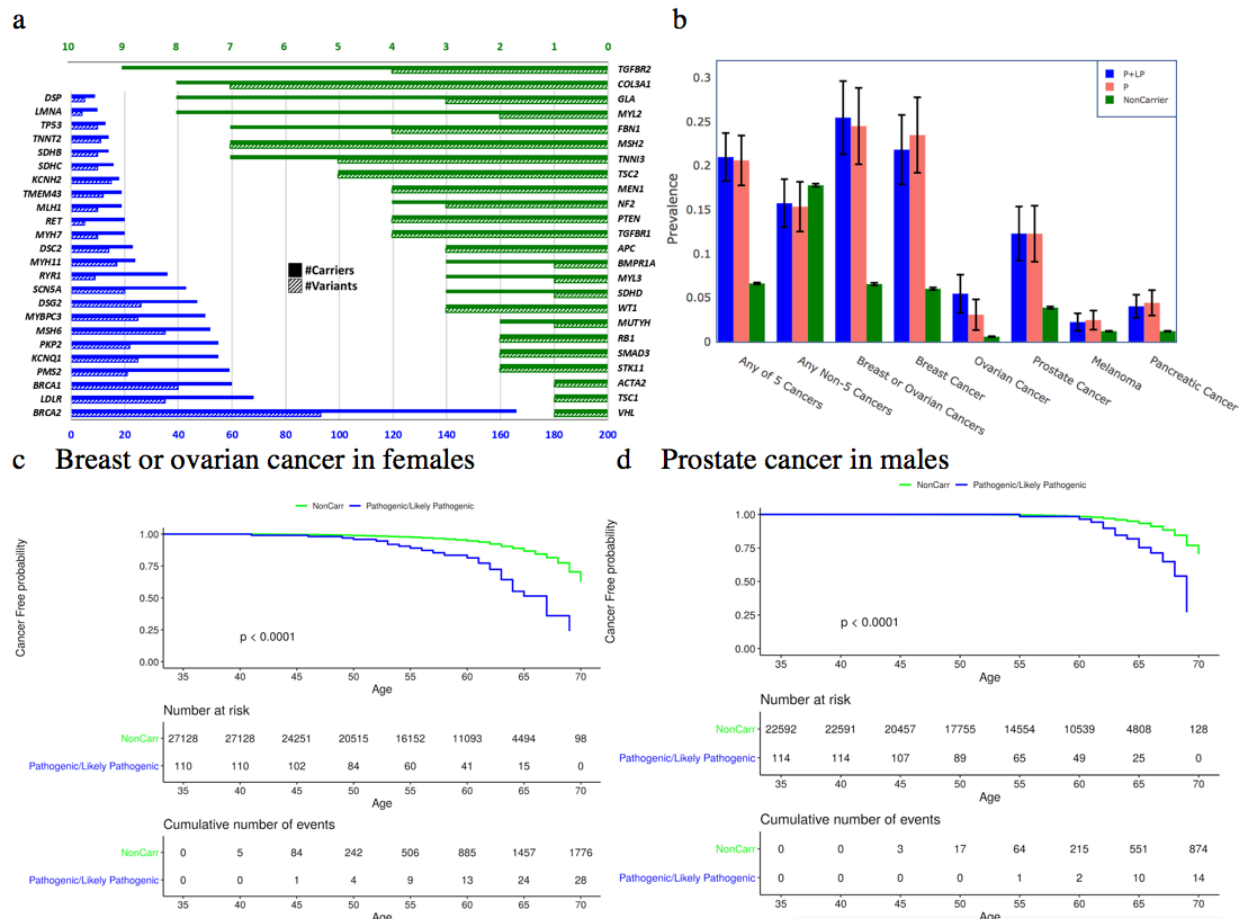 a
10 9 8 7 6 5 4 3 2 1 0
TGFBR2
COL3A1
DSP GLA
LMNA MYL2
TP53 FBN1
TNNT2 MSH2
SDHB TNNI3
SDHC TSC2
KCNH2 MEN1
TMEM43 NF2
MLH1 PTEN
RET TGFBR1
MYH7 APC
DSC2 BMPR1A
MYH11 MYL3
RYR1 SDHD
SCN5A WT1
DSG2 MUTYH
MYBPC3 RB1
MSH6 SMAD3
PKP2 STK11
KCNQ1 ACTA2
PMS2 TSC1
BRCA1 VHL
LDLR
BRCA2
#Carriers
#Variants
0 20 40 60 80 100 120 140 160 180 200
b
P+LP
P
NonCarrier
Prevalence
0.3
0.25
0.2
0.15
0.1
0.05
0
Any of 5 Cancers
Any Non-5 Cancers
Breast or Ovarian Cancers
Breast Cancer
Ovarian Cancer
Prostate Cancer
Melanoma
Pancreatic Cancer
c Breast or ovarian cancer in females
NonCarr Pathogenic/Likely Pathogenic
Cancer Free probability
1.00
0.75
0.50
0.25
0.00
p < 0.0001
35 40 45 50 55 60 65 70
Age
Number at risk
NonCarr 27128 27128 24251 20515 16152 11093 4494 98
Pathogenic/Likely Pathogenic 110 110 102 84 60 41 15 0
35 40 45 50 55 60 65 70
Age
Cumulative number of events
NonCarr 0 5 84 242 506 885 1457 1776
Pathogenic/Likely Pathogenic 0 0 1 4 9 13 24 28
35 40 45 50 55 60 65 70
Age
d Prostate cancer in males
NonCarr Pathogenic/Likely Pathogenic
Cancer Free probability
1.00
0.75
0.50
0.25
0.00
p < 0.0001
35 40 45 50 55 60 65 70
Age
Number at risk
NonCarr 22592 22591 20457 17755 14554 10539 4808 128
Pathogenic/Likely Pathogenic 114 114 107 89 65 49 25 0
35 40 45 50 55 60 65 70
Age
Cumulative number of events
NonCarr 0 0 3 17 64 215 551 874
Pathogenic/Likely Pathogenic 0 0 0 0 1 2 10 14
35 40 45 50 55 60 65 70
Age